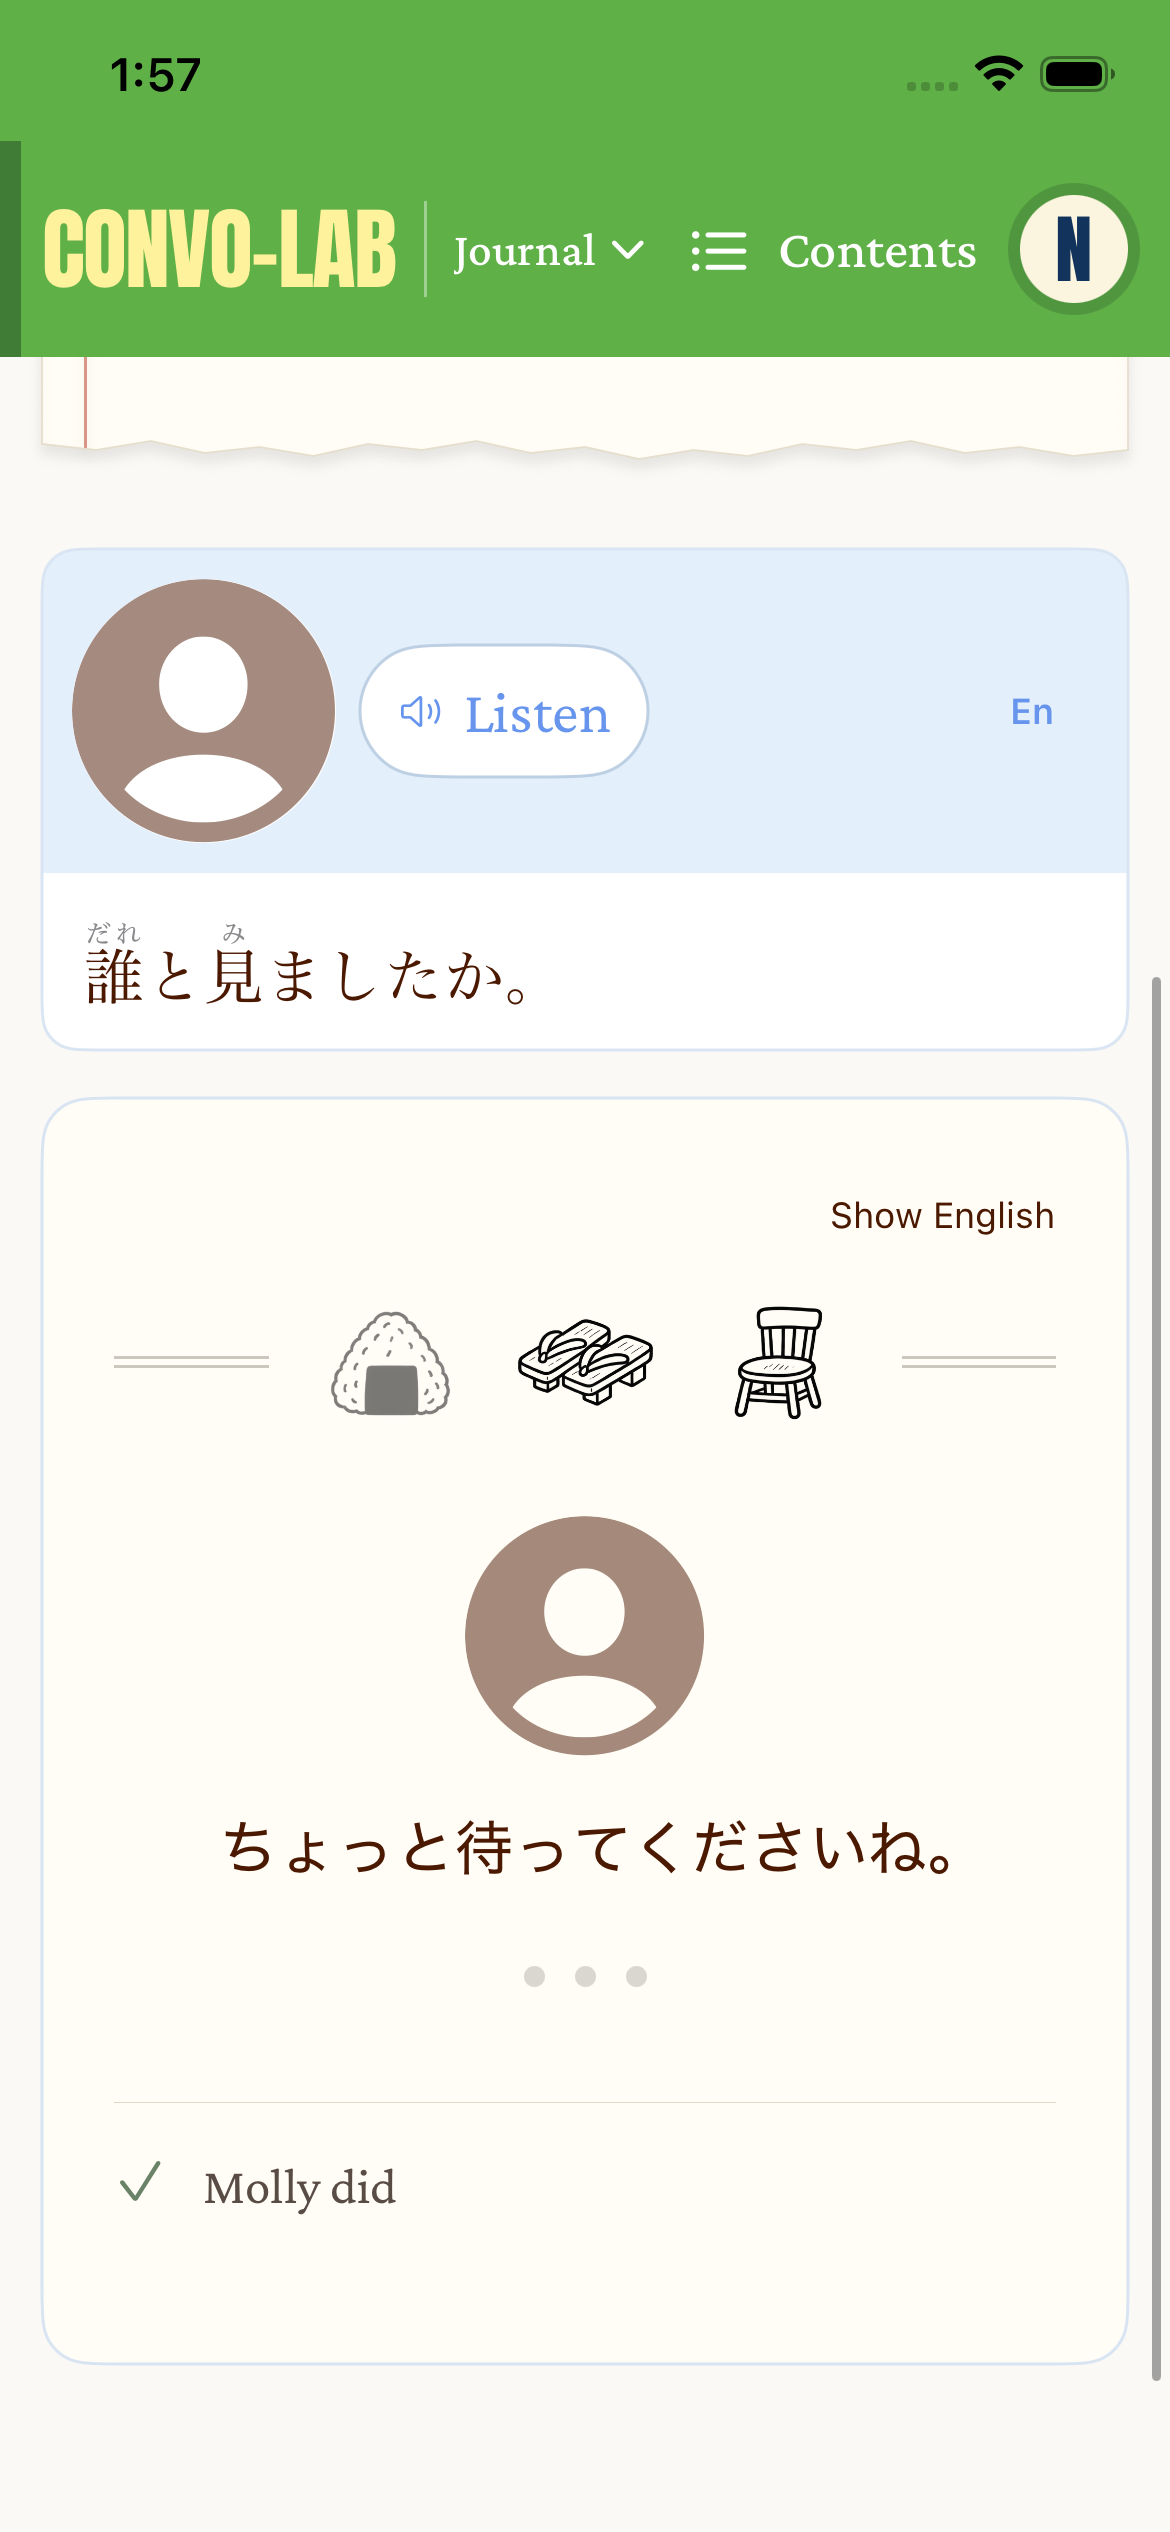 1:57
CONVO-LAB
Journal
Contents
N
Listen
En
だれ み
誰と見ましたか。
Show English
ちょっと待ってくださいね。
Molly did